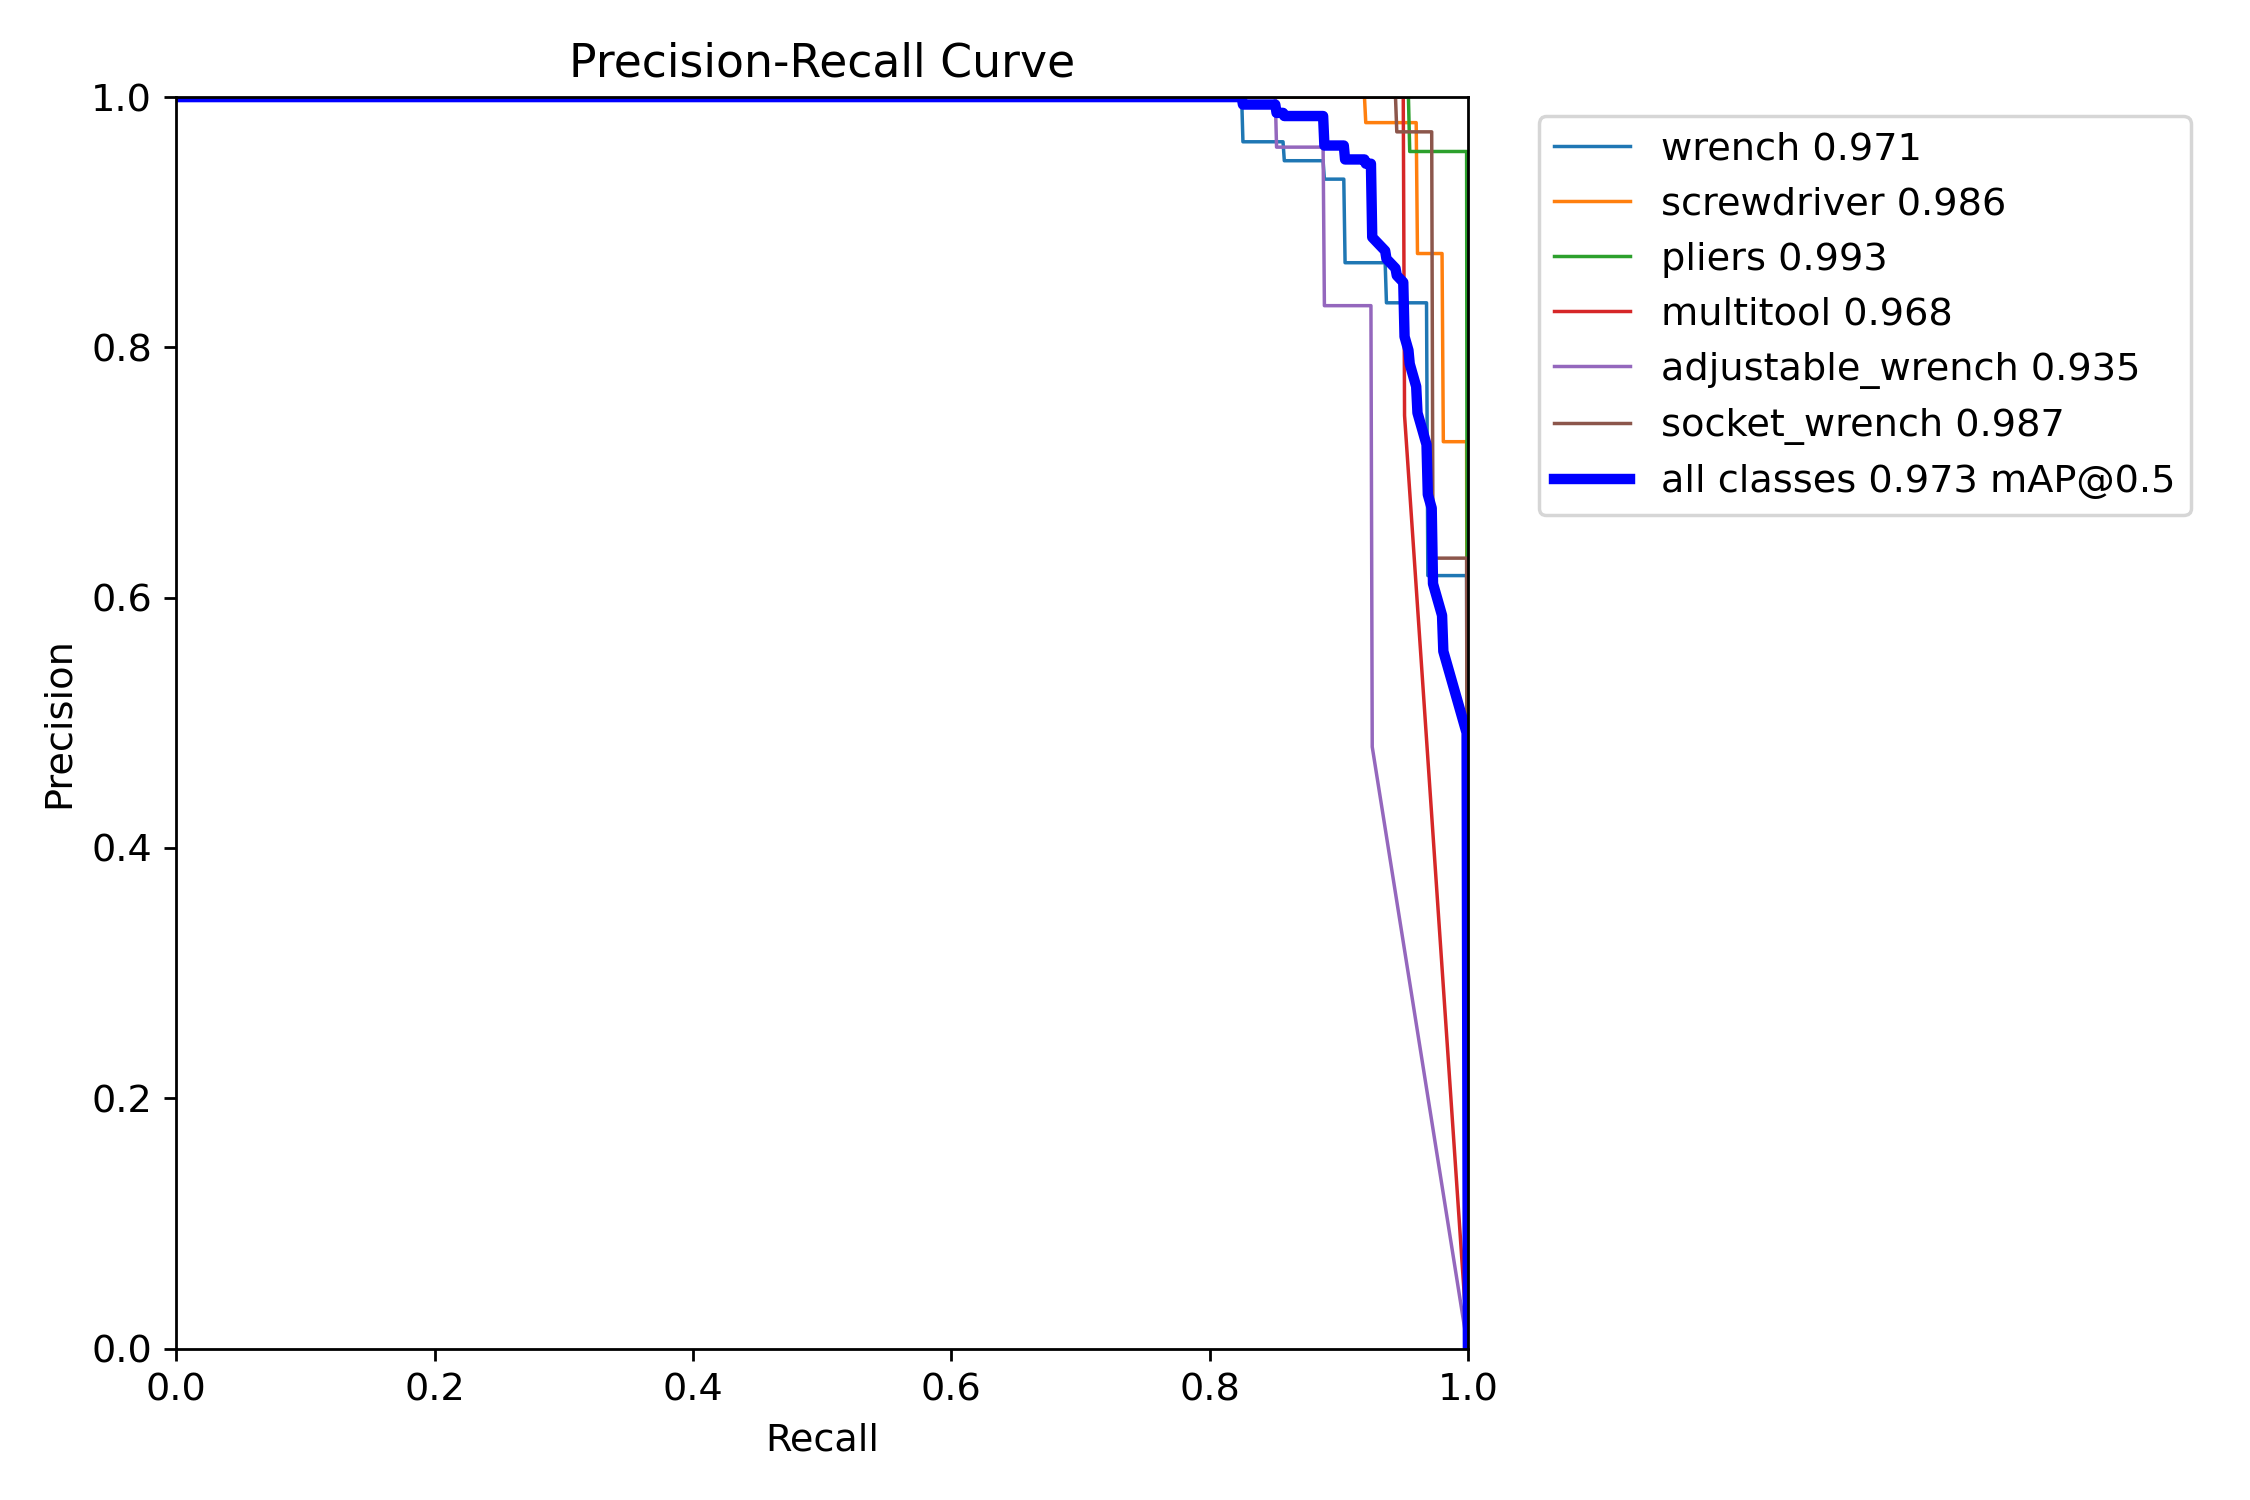 Precision-Recall Curve
1.0
0.8
0.6
0.4
0.2
0.0
Precision
0.0 0.2 0.4 0.6 0.8 1.0
Recall
wrench 0.971
screwdriver 0.986
pliers 0.993
multitool 0.968
adjustable_wrench 0.935
socket_wrench 0.987
all classes 0.973 mAP@0.5